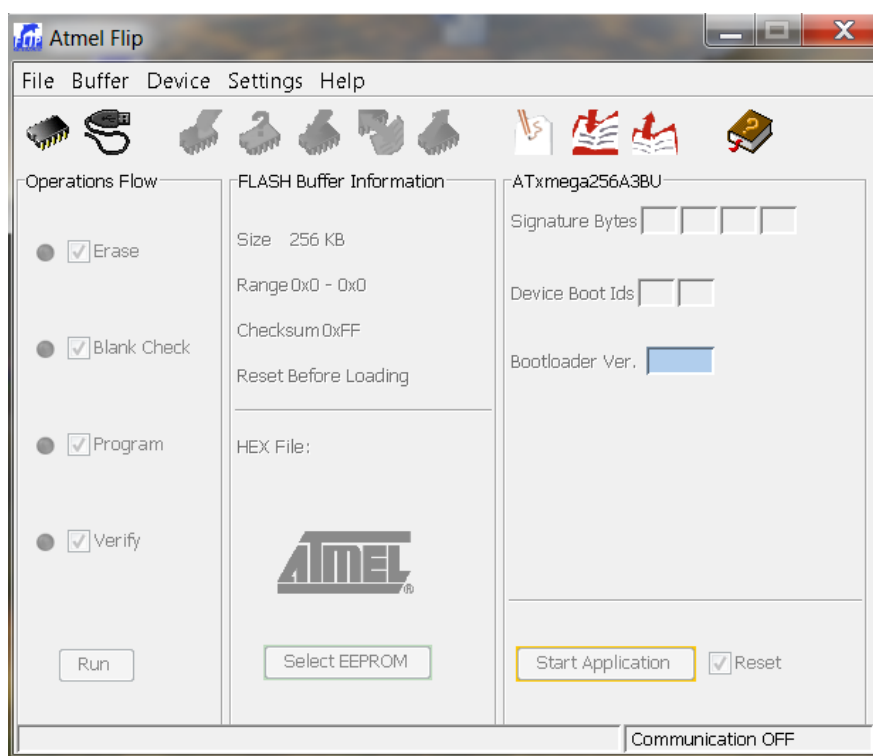 FLIP Atmel Flip
File Buffer Device Settings Help
Operations Flow
Erase
Blank Check
Program
Verify
Run
FLASH Buffer Information
Size 256 KB
Range 0x0 - 0x0
Checksum 0xFF
Reset Before Loading
HEX File:
ATMEL ®
Select EEPROM
ATxmega256A3BU
Signature Bytes
Device Boot Ids
Bootloader Ver.
Start Application Reset
Communication OFF